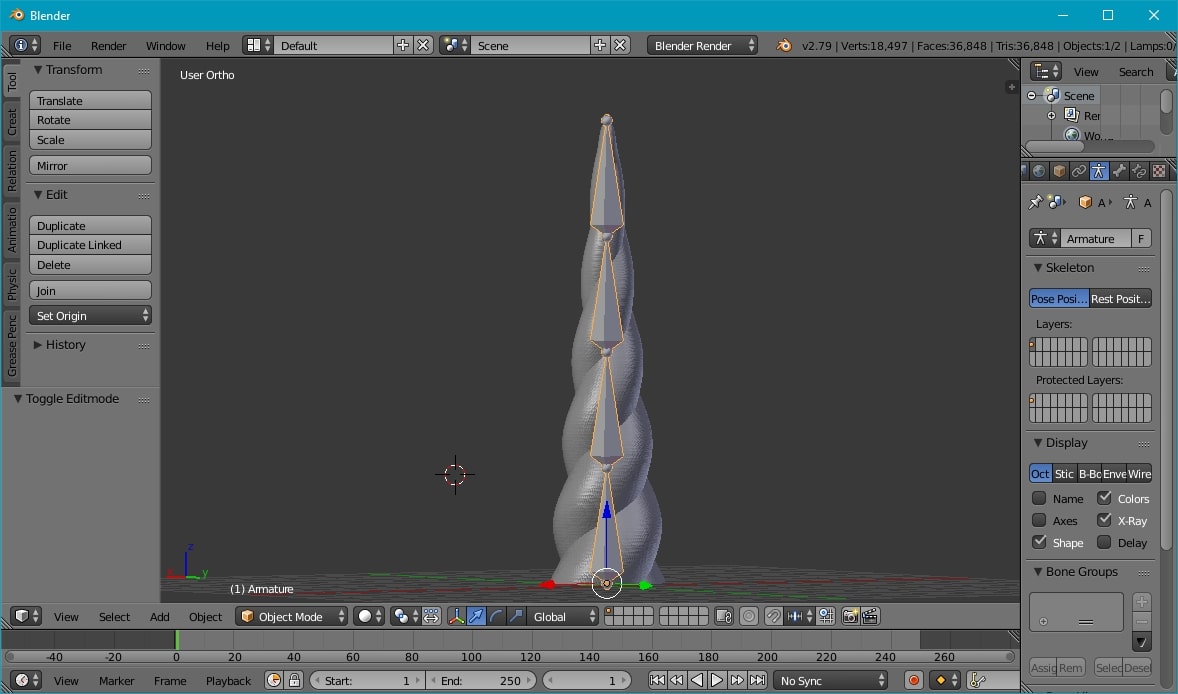 Blender
File Render Window Help Default Scene Blender Render v2.79 | Verts:18,497 | Faces:36,848 | Tris:36,848 | Objects:1/2 | Lamps:0/
Tool
Creat
Relation
Animatio
Physic
Grease Penc
Transform
Translate
Rotate
Scale
Mirror
Edit
Duplicate
Duplicate Linked
Delete
Join
Set Origin
History
Toggle Editmode
User Ortho
z
x
y
(1) Armature
View Search
Scene
Rer
Wo...
A A
Armature F
Skeleton
Pose Posi... Rest Posit...
Layers:
Protected Layers:
Display
Oct Stic B-Bo Enve Wire
Name Colors
Axes X-Ray
Shape Delay
Bone Groups
Assig Rem Selec Desel
View Select Add Object Object Mode Global
-40 -20 0 20 40 60 80 100 120 140 160 180 200 220 240 260
View Marker Frame Playback Start: 1 End: 250 1 No Sync